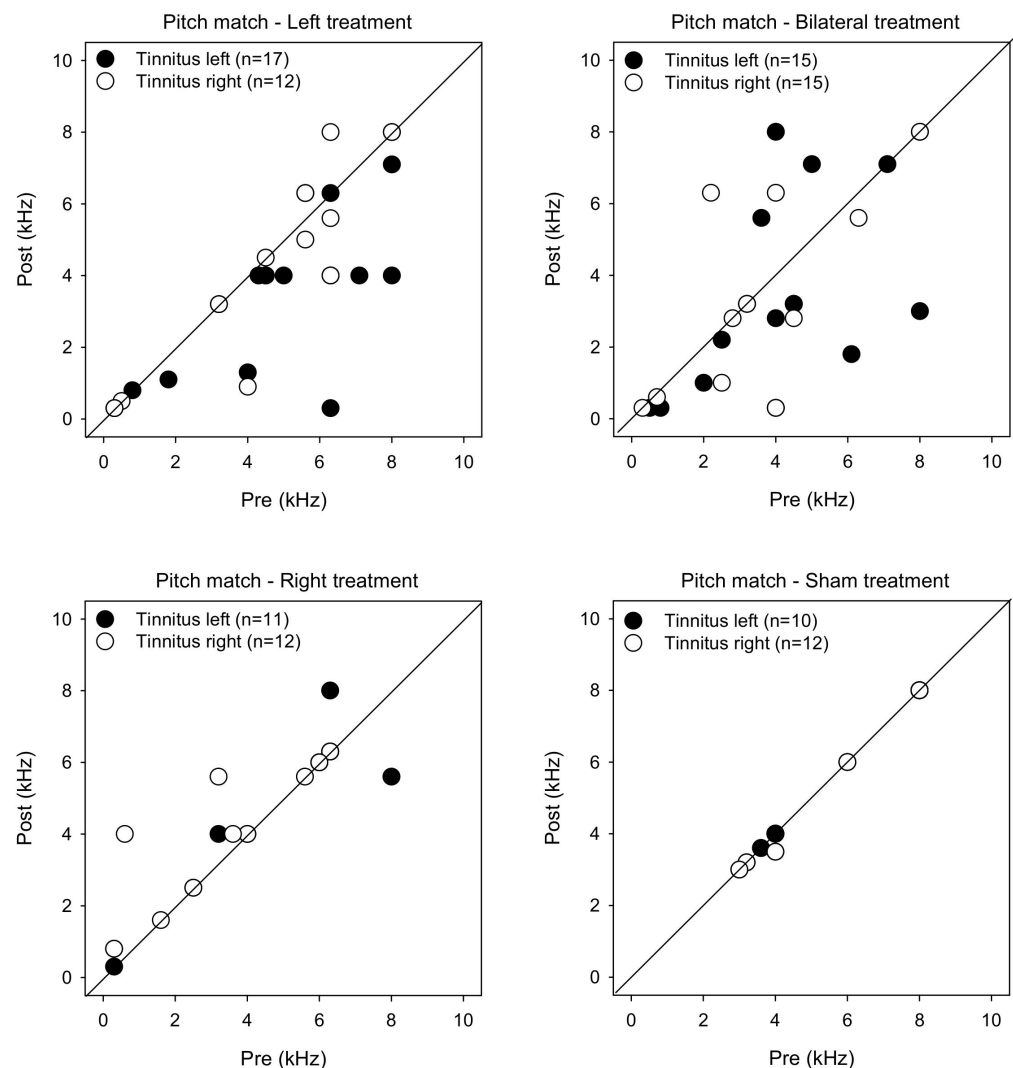 Pitch match - Left treatment
Tinnitus left (n=17)
Tinnitus right (n=12)
Post (kHz)
10
8
6
4
2
0
0 2 4 6 8 10
Pre (kHz)
Pitch match - Bilateral treatment
Tinnitus left (n=15)
Tinnitus right (n=15)
Post (kHz)
10
8
6
4
2
0
0 2 4 6 8 10
Pre (kHz)
Pitch match - Right treatment
Tinnitus left (n=11)
Tinnitus right (n=12)
Post (kHz)
10
8
6
4
2
0
0 2 4 6 8 10
Pre (kHz)
Pitch match - Sham treatment
Tinnitus left (n=10)
Tinnitus right (n=12)
Post (kHz)
10
8
6
4
2
0
0 2 4 6 8 10
Pre (kHz)